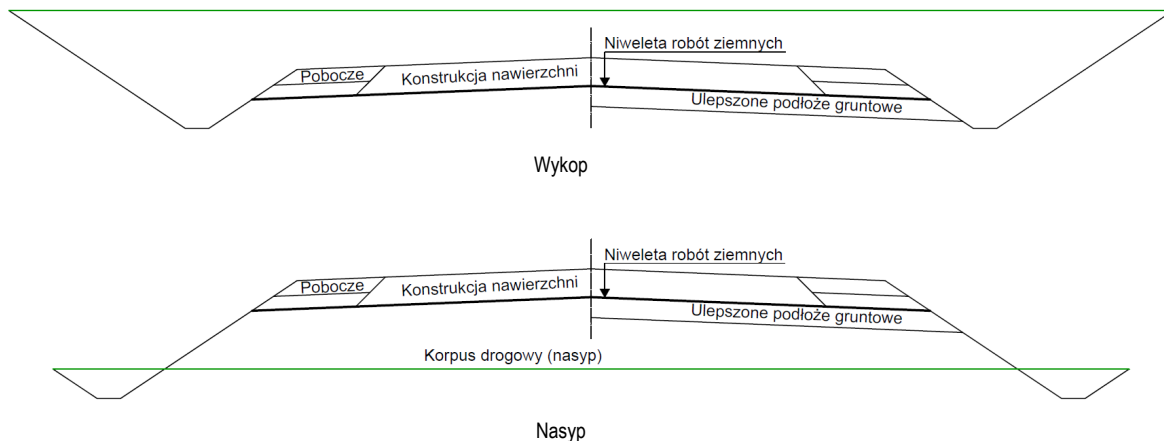 Niweleta robót ziemnych
Pobocze
Konstrukcja nawierzchni
Ulepszone podłoże gruntowe
Wykop
Niweleta robót ziemnych
Pobocze
Konstrukcja nawierzchni
Ulepszone podłoże gruntowe
Korpus drogowy (nasyp)
Nasyp